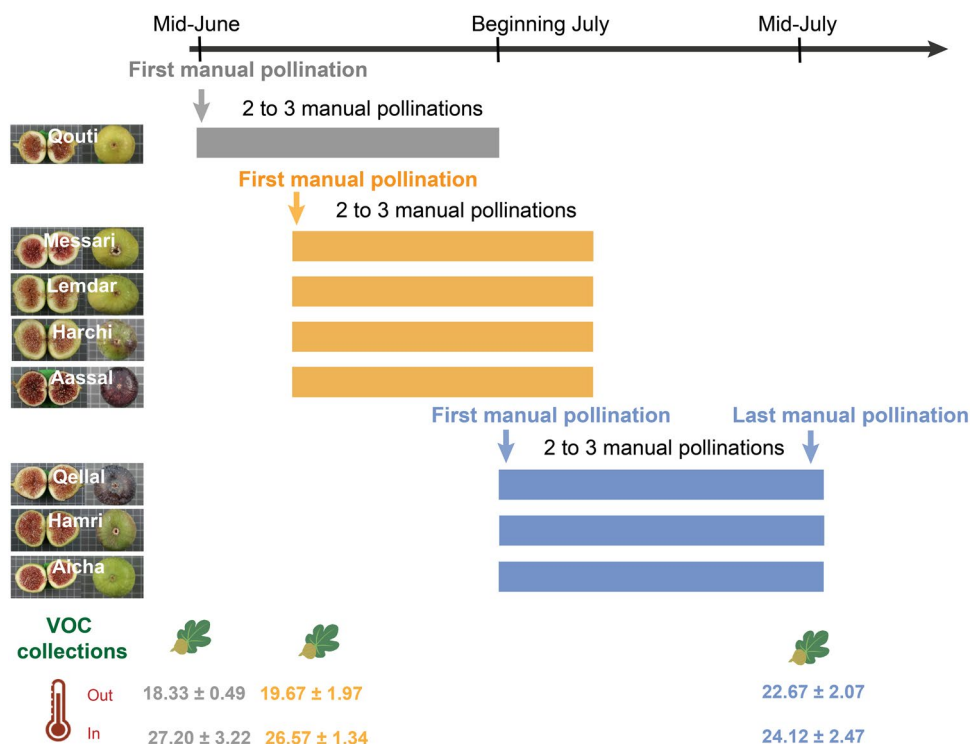 Mid-June Beginning July Mid-July
First manual pollination
2 to 3 manual pollinations
Qouti
First manual pollination
2 to 3 manual pollinations
Messari
Lemdar
Harchi
Aassal
First manual pollination Last manual pollination
2 to 3 manual pollinations
Qellal
Hamri
Aicha
VOC
collections
Out 18.33 ± 0.49 19.67 ± 1.97 22.67 ± 2.07
In 27.20 ± 3.22 26.57 ± 1.34 24.12 ± 2.47